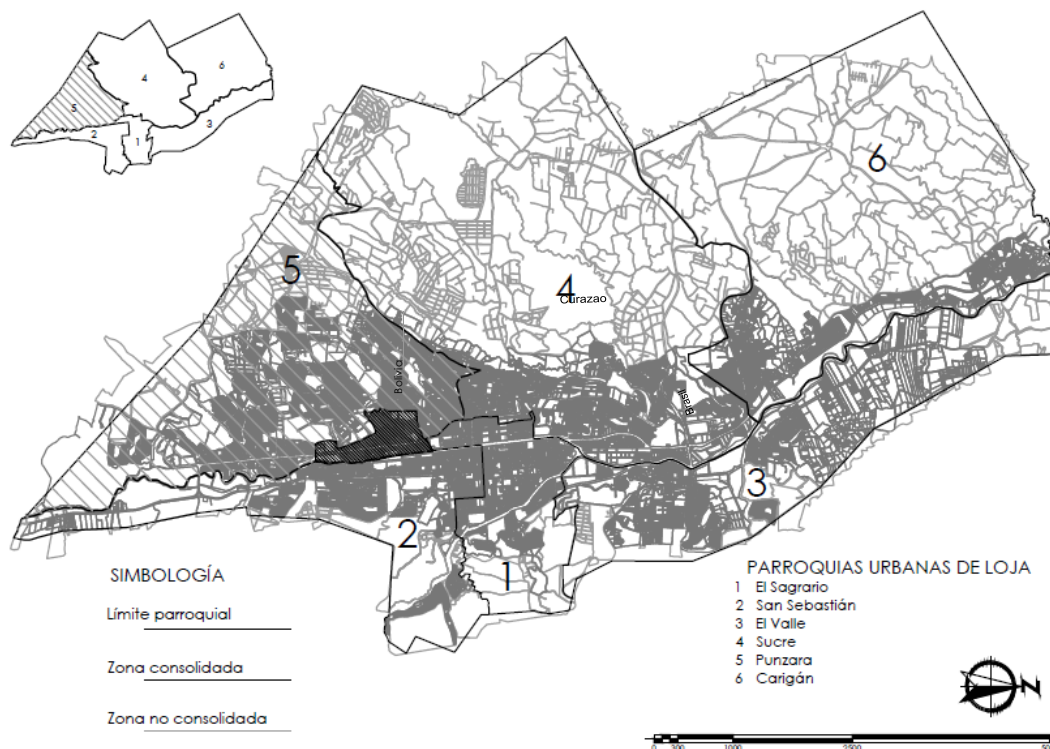 4
6
5
3
2
1
6
5
4
Curazao
Bolivia
Brasil
3
2
1
SIMBOLOGÍA
Límite parroquial
Zona consolidada
Zona no consolidada
PARROQUIAS URBANAS DE LOJA
1 El Sagrario
2 San Sebastián
3 El Valle
4 Sucre
5 Punzara
6 Carigán
N
0 300 1000 2500